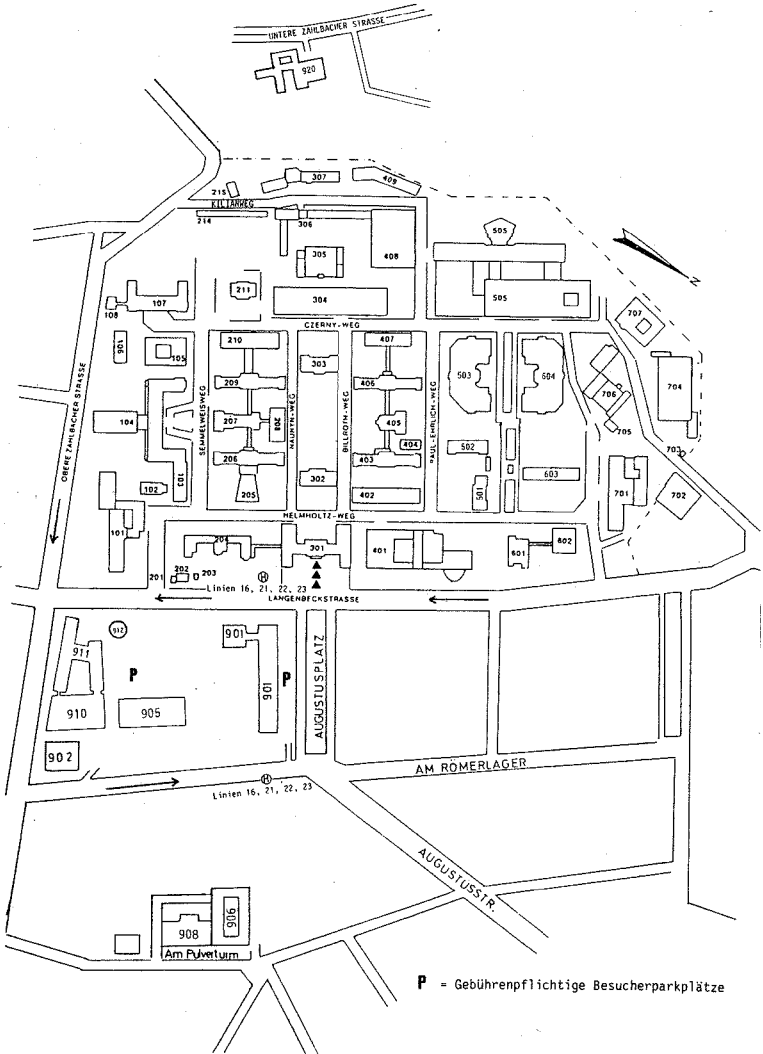 UNTERE ZAHLBACHER STRASSE
920
307
409
215
KILIANWEG
214
306
305
408
505
505
N
211
304
107
108
707
CZERNY-WEG
106
105
210
303
407
209
406
503
504
704
706
OBERE ZAHLBACHER STRASSE
104
SEMMELWEISWEG
207
208
NAUNYN-WEG
BILLROTH-WEG
405
404
PAUL-EHRLICH-WEG
705
206
403
502
703
103
102
205
302
402
501
603
701
702
HELMHOLTZ-WEG
101
204
301
401
601
602
201
202
203
H
Linien 16, 21, 22, 23
LANGENBECKSTRASSE
912
911
901
P
P
901
AUGUSTUSPLATZ
910
905
902
AM RÖMERLAGER
H
Linien 16, 21, 22, 23
AUGUSTUSSTR.
906
908
Am Pulverturm
P = Gebührenpflichtige Besucherparkplätze